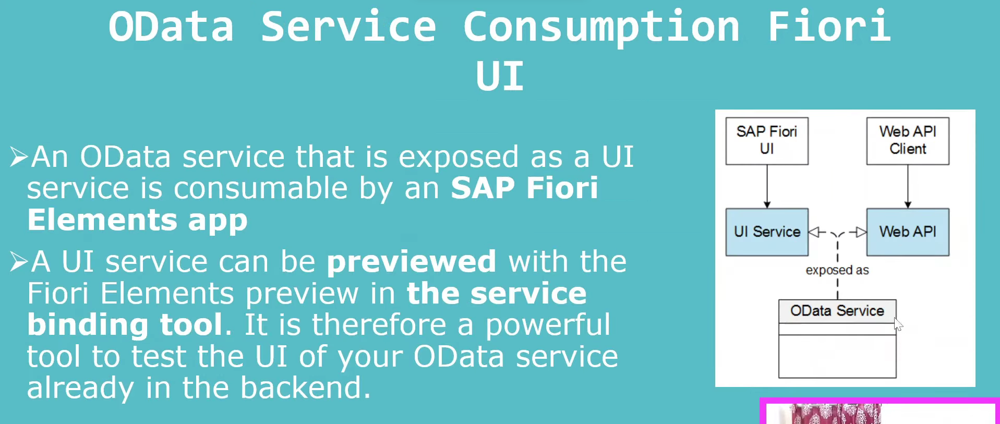 OData Service Consumption Fiori
UI
➢An OData service that is exposed as a UI
service is consumable by an SAP Fiori
Elements app
➢A UI service can be previewed with the
Fiori Elements preview in the service
binding tool. It is therefore a powerful
tool to test the UI of your OData service
already in the backend.
SAP Fiori
UI
Web API
Client
UI Service
Web API
exposed as
OData Service